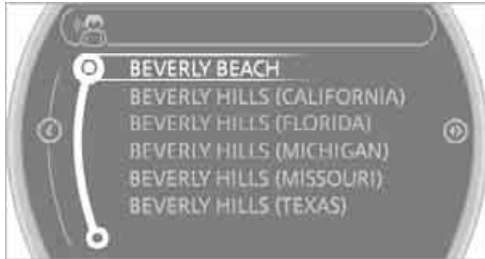 BEVERLY BEACH
BEVERLY HILLS (CALIFORNIA)
BEVERLY HILLS (FLORIDA)
BEVERLY HILLS (MICHIGAN)
BEVERLY HILLS (MISSOURI)
BEVERLY HILLS (TEXAS)